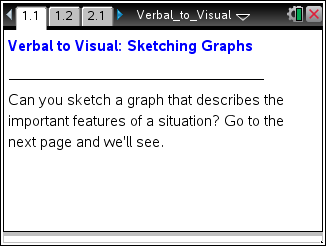 1.1 1.2 2.1 Verbal_to_Visual
Verbal to Visual: Sketching Graphs
Can you sketch a graph that describes the
important features of a situation? Go to the
next page and we'll see.